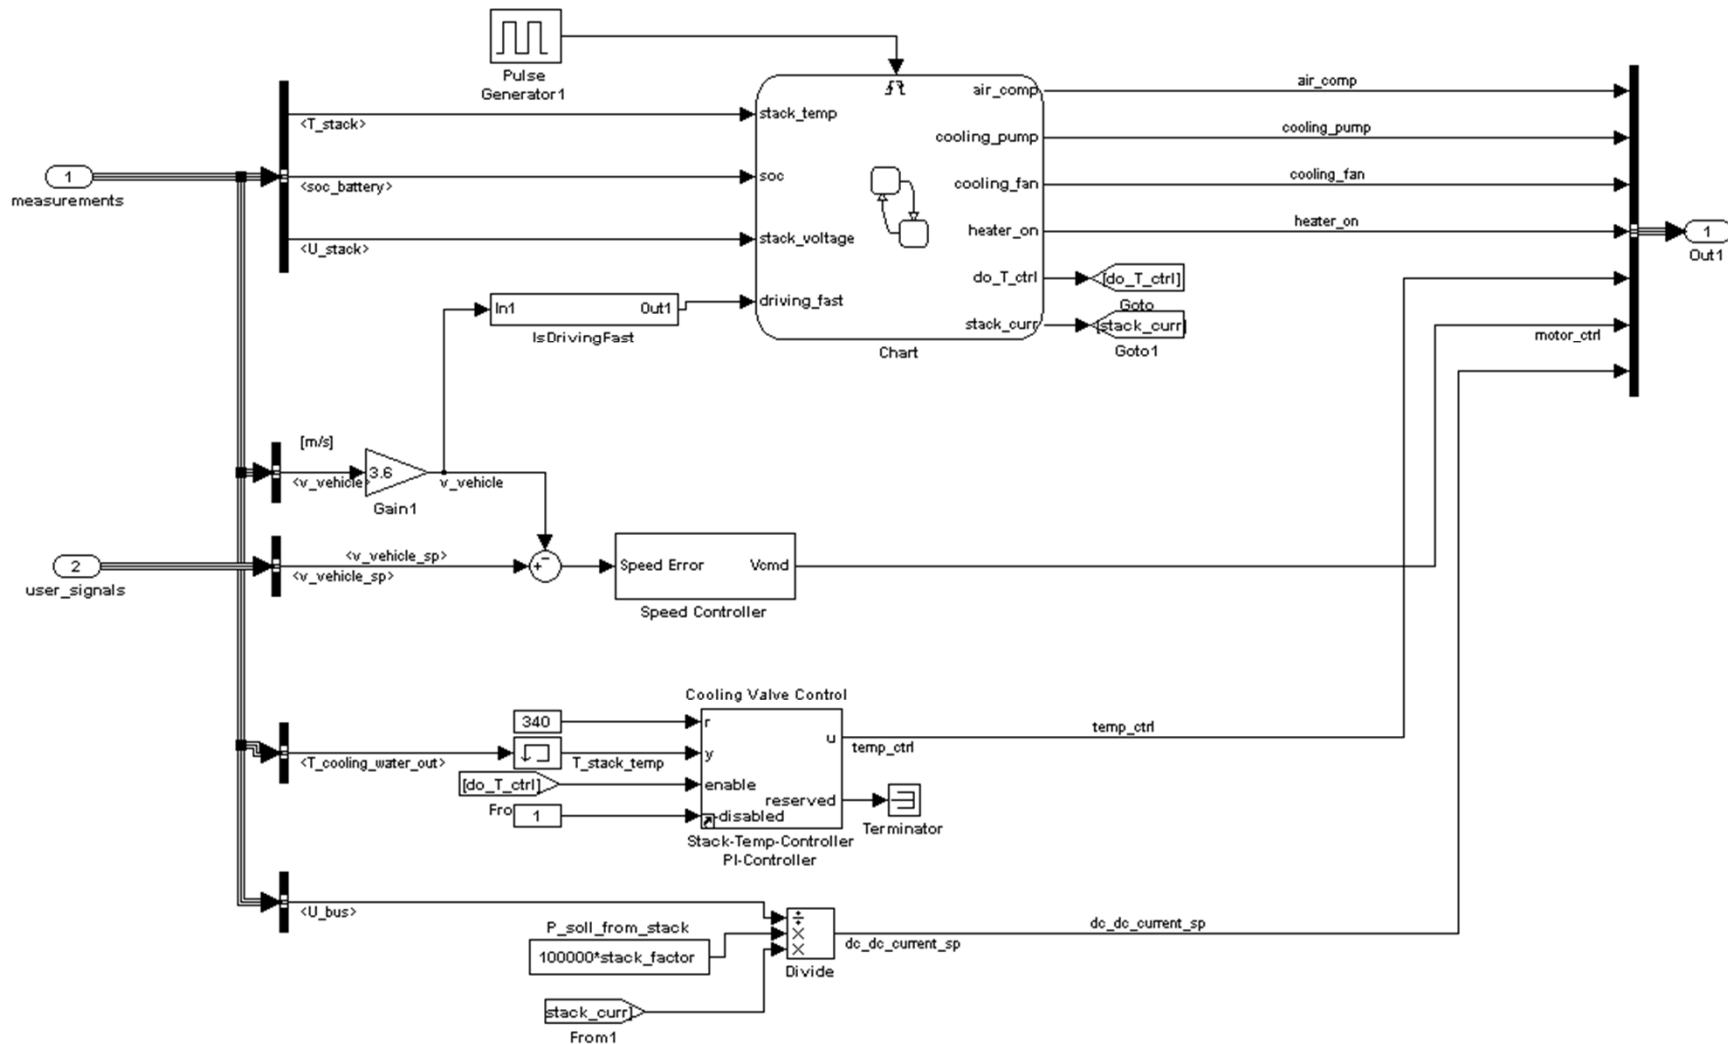 Pulse
Generator1
stack_temp
soc
stack_voltage
driving_fast
air_comp
cooling_pump
cooling_fan
heater_on
do_T_ctrl
stack_curr
Chart
air_comp
cooling_pump
cooling_fan
heater_on
[do_T_ctrl]
Goto
[stack_curr]
Goto1
motor_ctrl
1
Out1
<T_stack>
<soc_battery>
<U_stack>
1
measurements
In1
Out1
IsDrivingFast
[m/s]
<v_vehicle>
3.6
Gain1
v_vehicle
2
user_signals
<v_vehicle_sp>
<v_vehicle_sp>
+
−
Speed Error
Vcmd
Speed Controller
Cooling Valve Control
340
<T_cooling_water_out>
T_stack_temp
[do_T_ctrl]
Fro
1
r
y
enable
disabled
u
reserved
Stack-Temp-Controller
PI-Controller
temp_ctrl
temp_ctrl
Terminator
<U_bus>
P_soll_from_stack
100000*stack_factor
÷
×
×
Divide
dc_dc_current_sp
dc_dc_current_sp
stack_curr]
From1